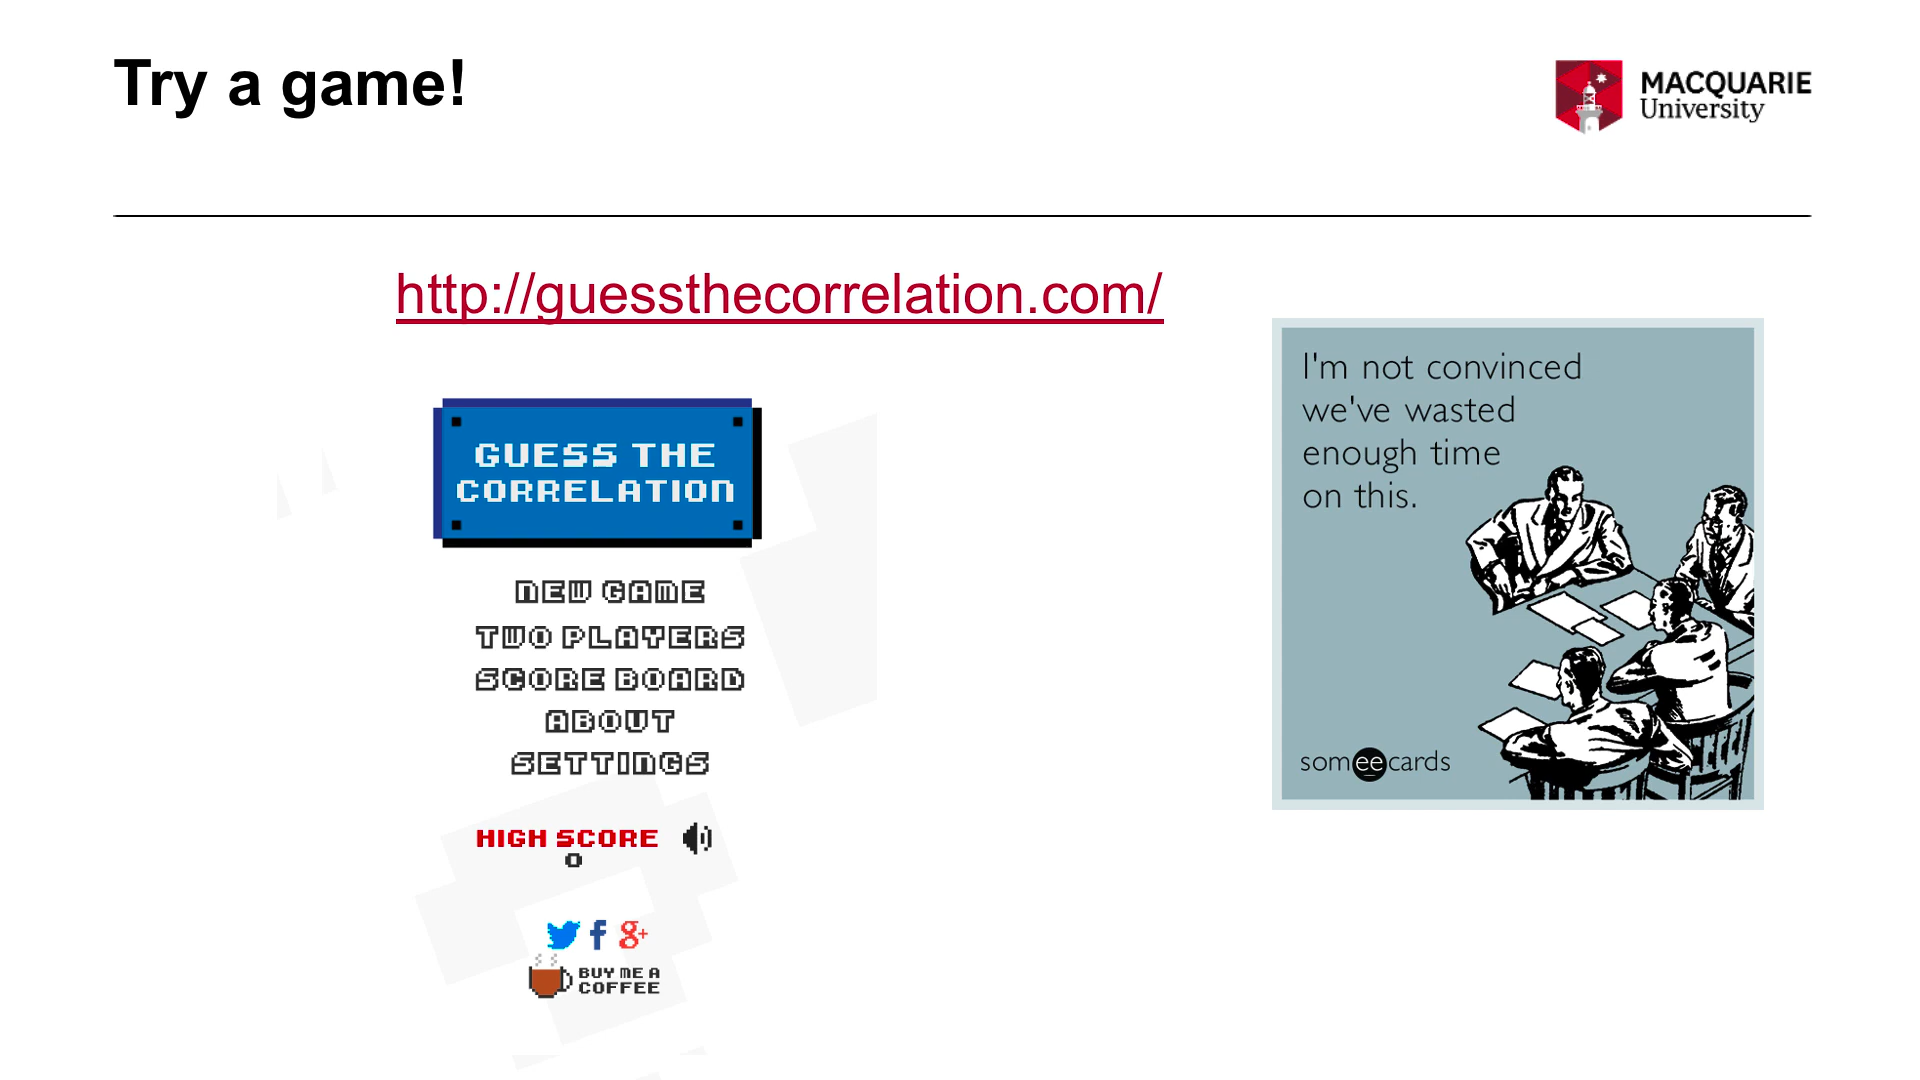 Try a game!
MACQUARIE
University
http://guessthecorrelation.com/
GUESS THE
CORRELATION
NEW GAME
TWO PLAYERS
SCORE BOARD
ABOUT
SETTINGS
HIGH SCORE
0
BUY ME A
COFFEE
I'm not convinced
we've wasted
enough time
on this.
someecards